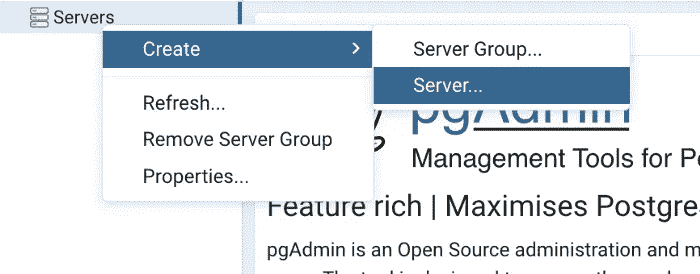 Servers
Create
Server Group...
Server...
Refresh...
Remove Server Group
Properties...
pgAdmin
Management Tools for P
Feature rich | Maximises Postgre
pgAdmin is an Open Source administration and m